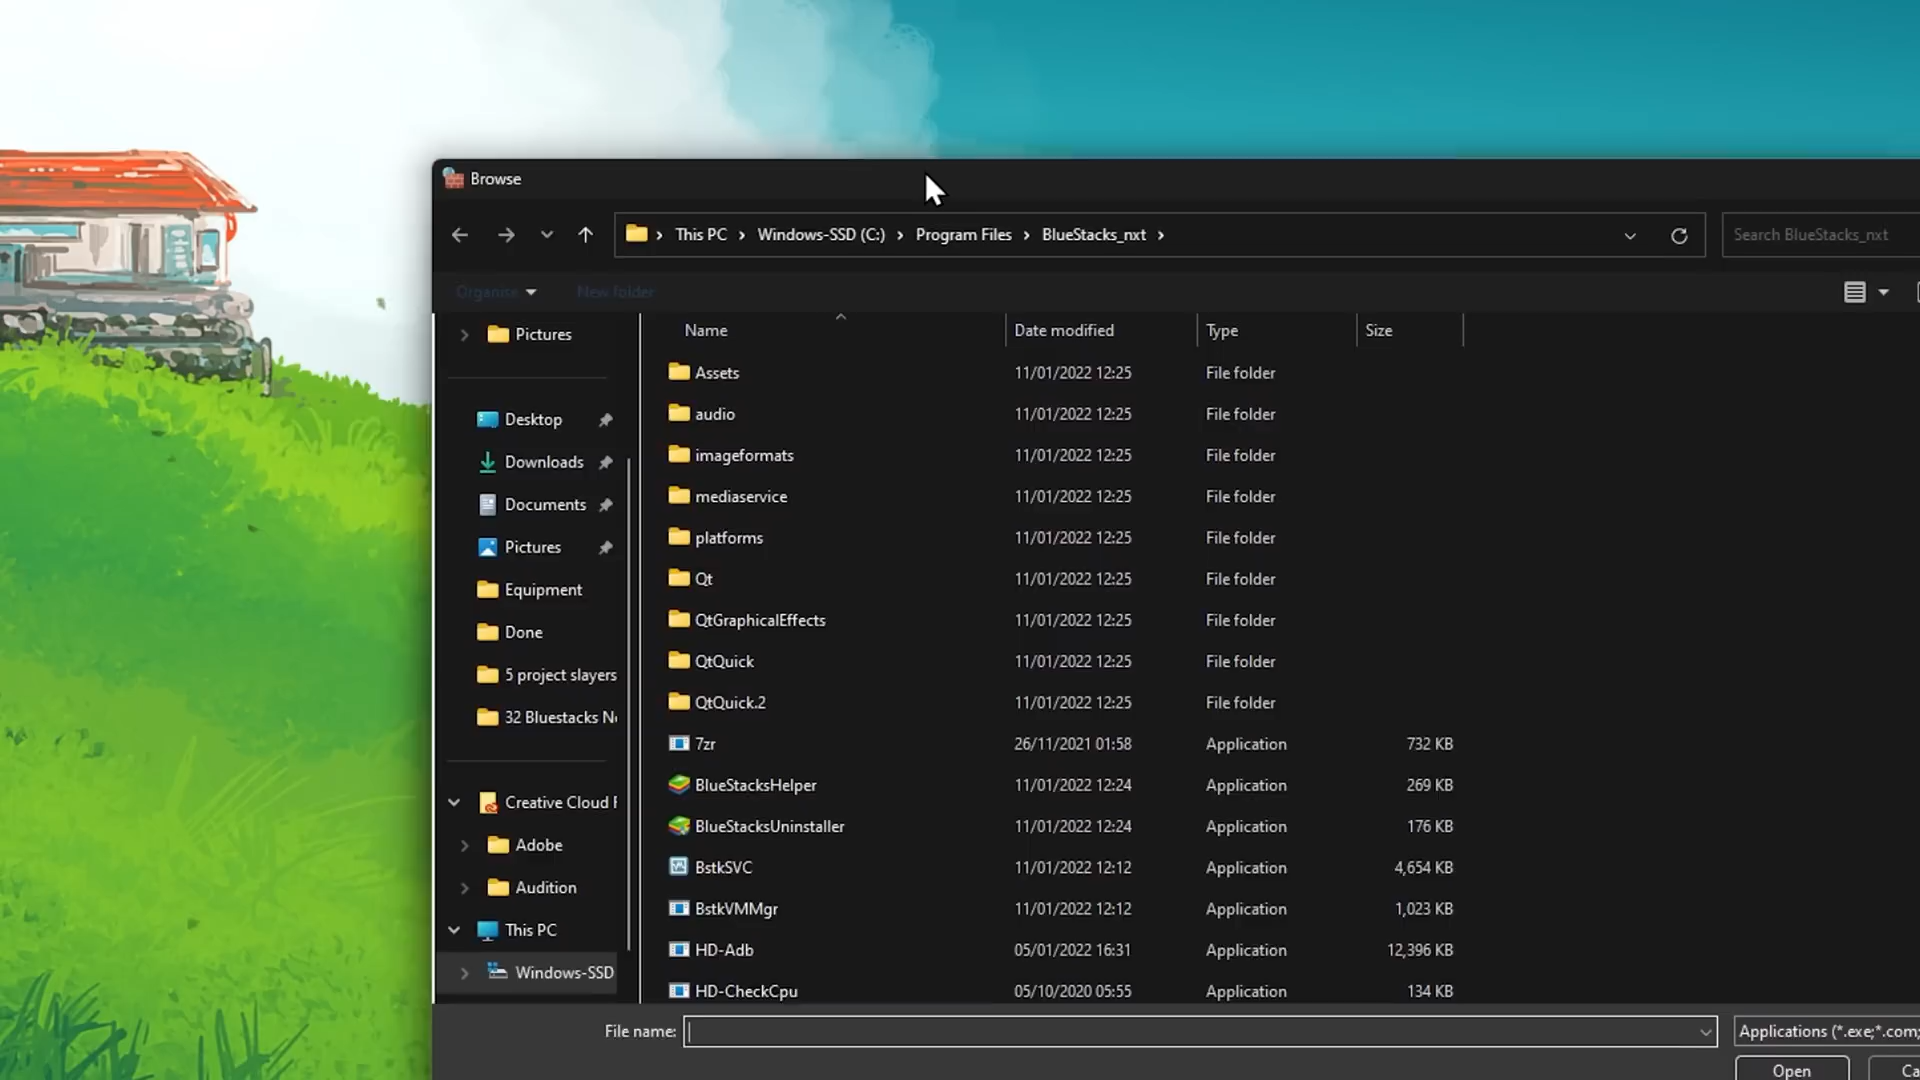 Browse
This PC > Windows-SSD (C:) > Program Files > BlueStacks_nxt >
Search BlueStacks_nxt
Organise
New folder
Pictures
Desktop
Downloads
Documents
Pictures
Equipment
Done
5 project slayers
32 Bluestacks
Creative Cloud
Adobe
Audition
This PC
Windows-SSD
Name Date modified Type Size
Assets 11/01/2022 12:25 File folder
audio 11/01/2022 12:25 File folder
imageformats 11/01/2022 12:25 File folder
mediaservice 11/01/2022 12:25 File folder
platforms 11/01/2022 12:25 File folder
Qt 11/01/2022 12:25 File folder
QtGraphicalEffects 11/01/2022 12:25 File folder
QtQuick 11/01/2022 12:25 File folder
QtQuick.2 11/01/2022 12:25 File folder
7zr 26/11/2021 01:58 Application 732 KB
BlueStacksHelper 11/01/2022 12:24 Application 269 KB
BlueStacksUninstaller 11/01/2022 12:24 Application 176 KB
BstkSVC 11/01/2022 12:12 Application 4,654 KB
BstkVMMgr 11/01/2022 12:12 Application 1,023 KB
HD-Adb 05/01/2022 16:31 Application 12,396 KB
HD-CheckCpu 05/10/2020 05:55 Application 134 KB
File name:
Applications (*.exe;*.com;
Open